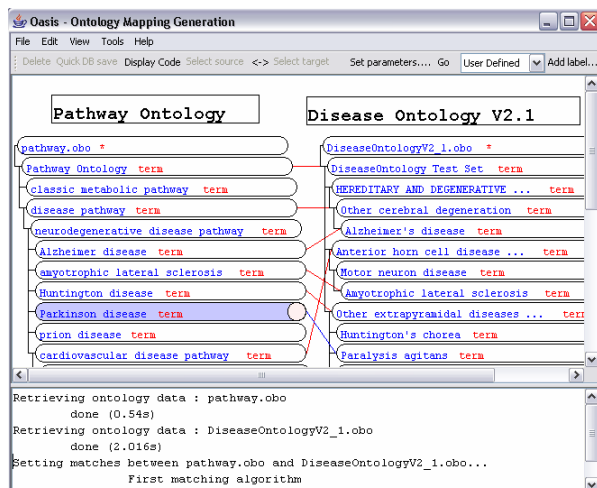 Oasis - Ontology Mapping Generation
File Edit View Tools Help
Delete Quick DB save Display Code Select source <-> Select target Set parameters.... Go User Defined Add label...
Pathway Ontology
Disease Ontology V2.1
pathway.obo *
Pathway Ontology term
classic metabolic pathway term
disease pathway term
neurodegenerative disease pathway term
Alzheimer disease term
amyotrophic lateral sclerosis term
Huntington disease term
Parkinson disease term
prion disease term
cardiovascular disease pathway term
DiseaseOntologyV2_1.obo *
DiseaseOntology Test Set term
HEREDITARY AND DEGENERATIVE ... term
Other cerebral degeneration term
Alzheimer's disease term
Anterior horn cell disease ... term
Motor neuron disease term
Amyotrophic lateral sclerosis term
Other extrapyramidal diseases ... term
Huntington's chorea term
Paralysis agitans term
Retrieving ontology data : pathway.obo
done (0.54s)
Retrieving ontology data : DiseaseOntologyV2_1.obo
done (2.016s)
Setting matches between pathway.obo and DiseaseOntologyV2_1.obo...
First matching algorithm